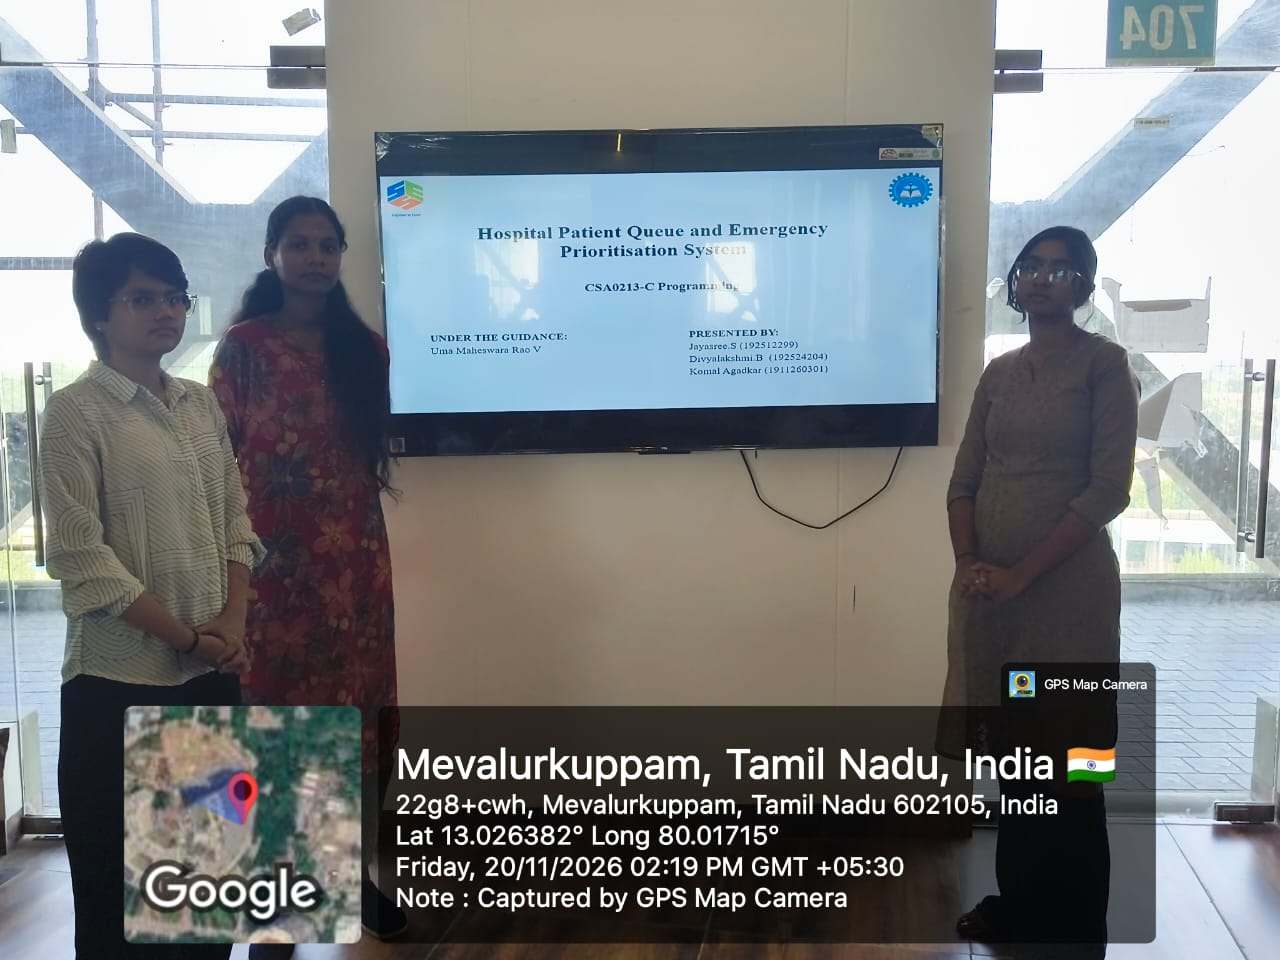 704
Hospital Patient Queue and Emergency
Prioritisation System
CSA0213-C Programming
UNDER THE GUIDANCE:
Uma Maheswara Rao V
PRESENTED BY:
Jayasree.S (192512299)
Divyalakshmi.B (192524204)
Komal Agadkar (1911260301)
GPS Map Camera
Mevalurkuppam, Tamil Nadu, India
22g8+cwh, Mevalurkuppam, Tamil Nadu 602105, India
Lat 13.026382° Long 80.01715°
Friday, 20/11/2026 02:19 PM GMT +05:30
Note : Captured by GPS Map Camera
Google